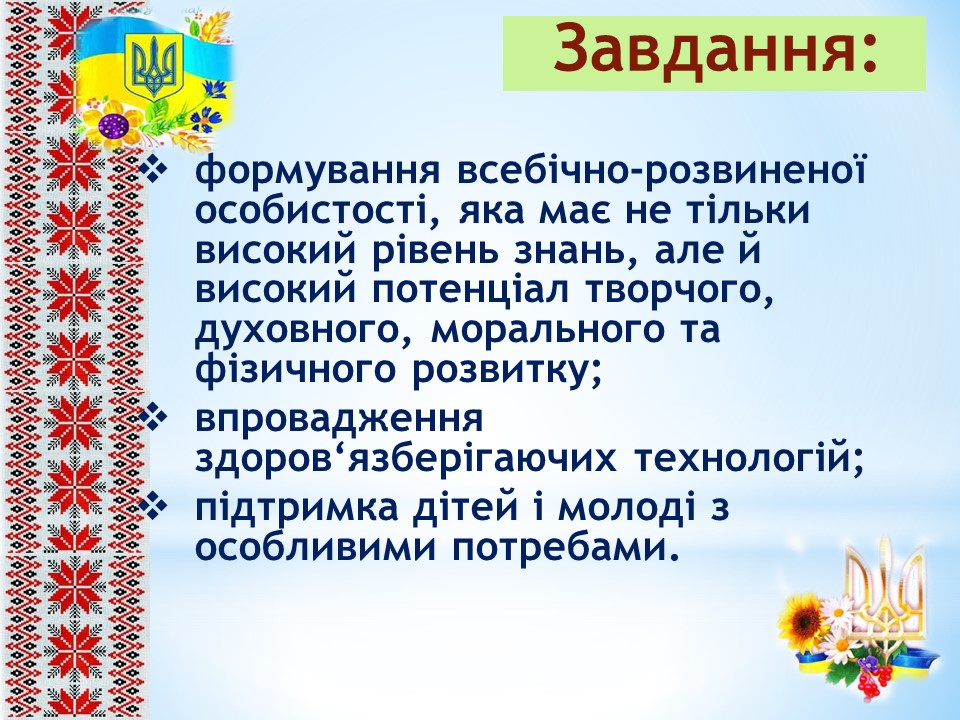 Завдання:
❖ формування всебічно-розвиненої
особистості, яка має не тільки
високий рівень знань, але й
високий потенціал творчого,
духовного, морального та
фізичного розвитку;
❖ впровадження
здоров‘язберігаючих технологій;
❖ підтримка дітей і молоді з
особливими потребами.